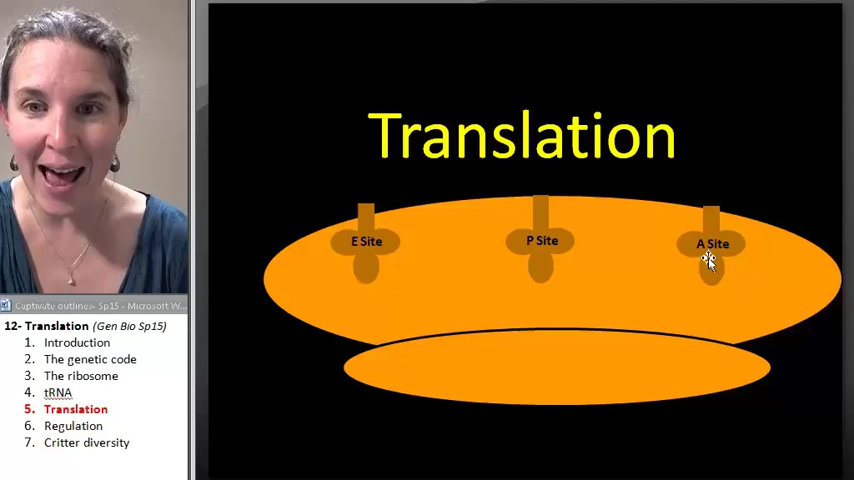 Translation
E Site
P Site
A Site
Captivate outlines- Sp15 - Microsoft W...
12- Translation (Gen Bio Sp15)
1. Introduction
2. The genetic code
3. The ribosome
4. tRNA
5. Translation
6. Regulation
7. Critter diversity